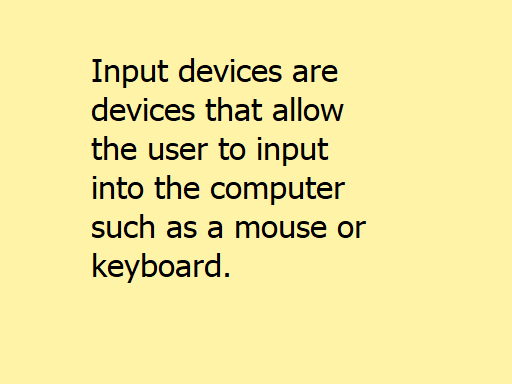 Input devices are
devices that allow
the user to input
into the computer
such as a mouse or
keyboard.